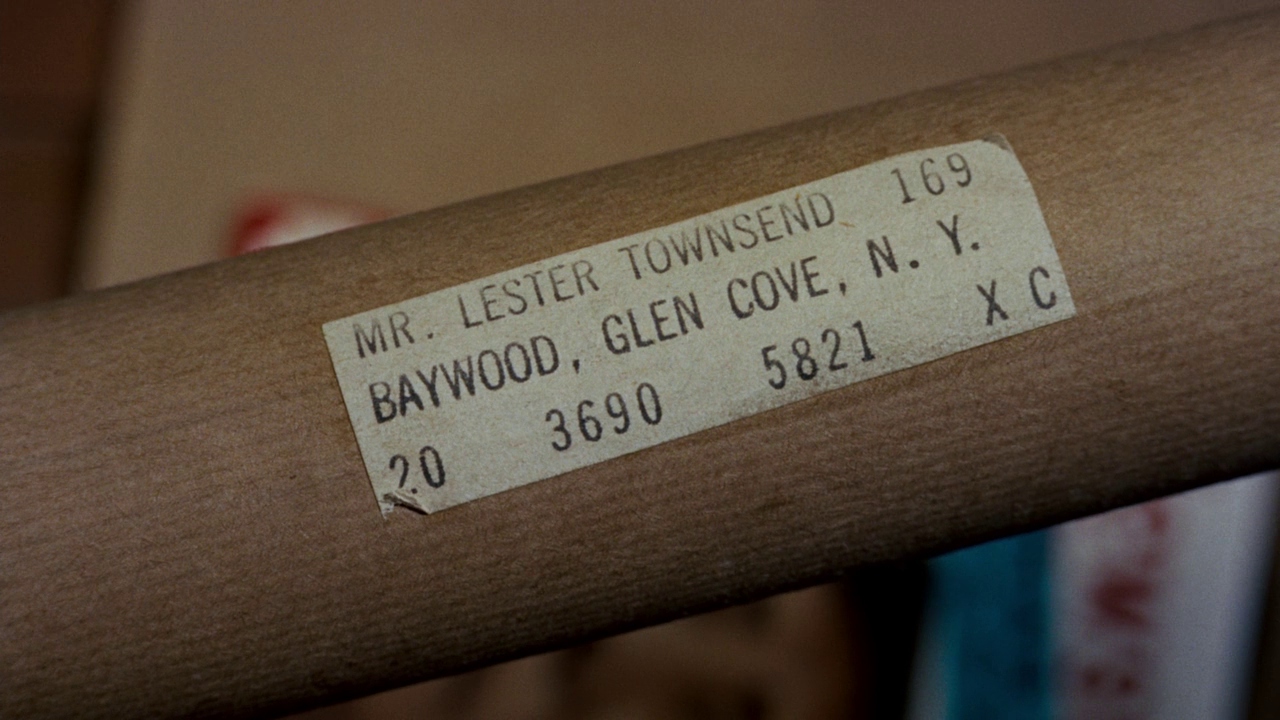 MR. LESTER TOWNSEND 169
BAYWOOD, GLEN COVE, N. Y.
20 3690 5821 X C